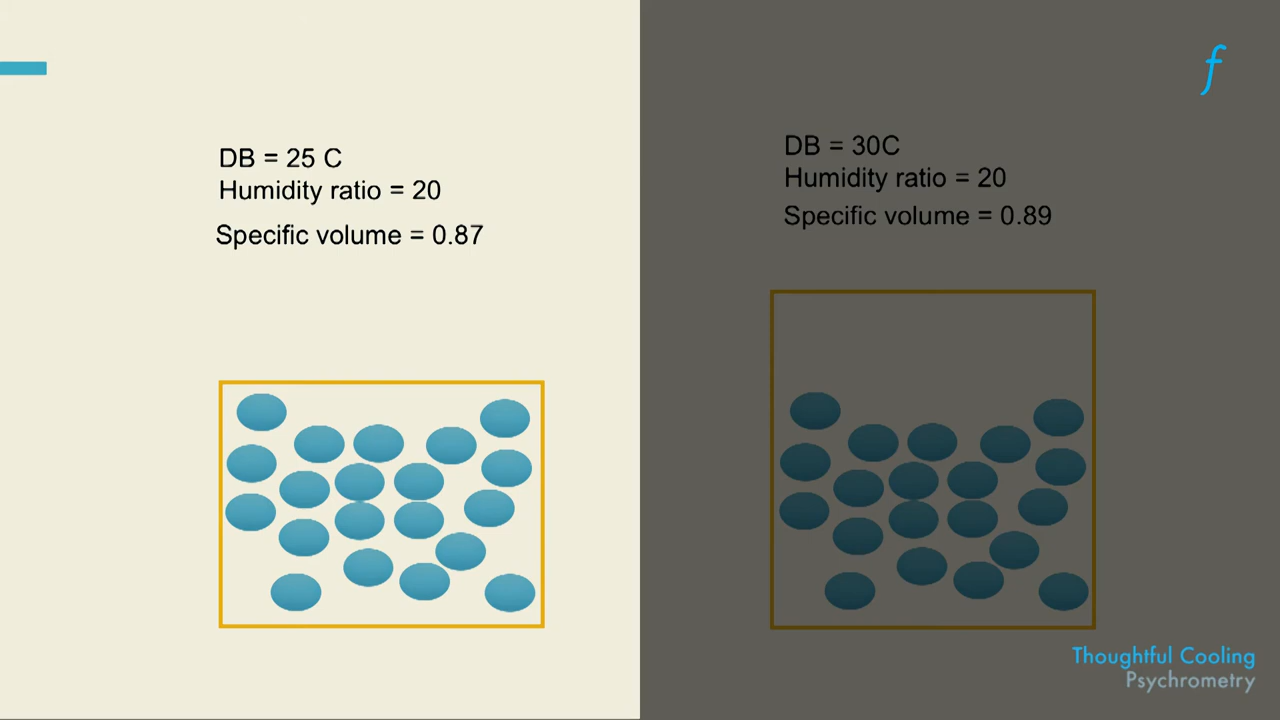 DB = 25 C
Humidity ratio = 20
Specific volume = 0.87
f
DB = 30C
Humidity ratio = 20
Specific volume = 0.89
Thoughtful Cooling
Psychrometry